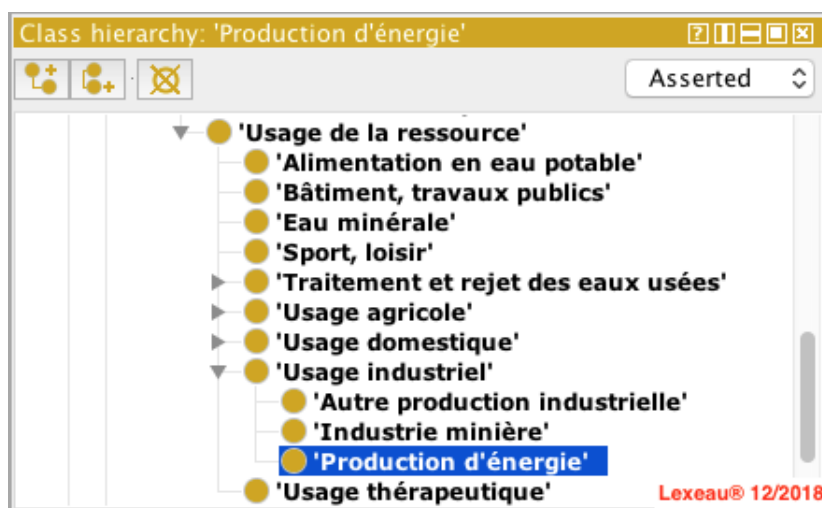 Class hierarchy: 'Production d'énergie'
Asserted
'Usage de la ressource'
'Alimentation en eau potable'
'Bâtiment, travaux publics'
'Eau minérale'
'Sport, loisir'
'Traitement et rejet des eaux usées'
'Usage agricole'
'Usage domestique'
'Usage industriel'
'Autre production industrielle'
'Industrie minière'
'Production d'énergie'
'Usage thérapeutique'
Lexeau® 12/2018